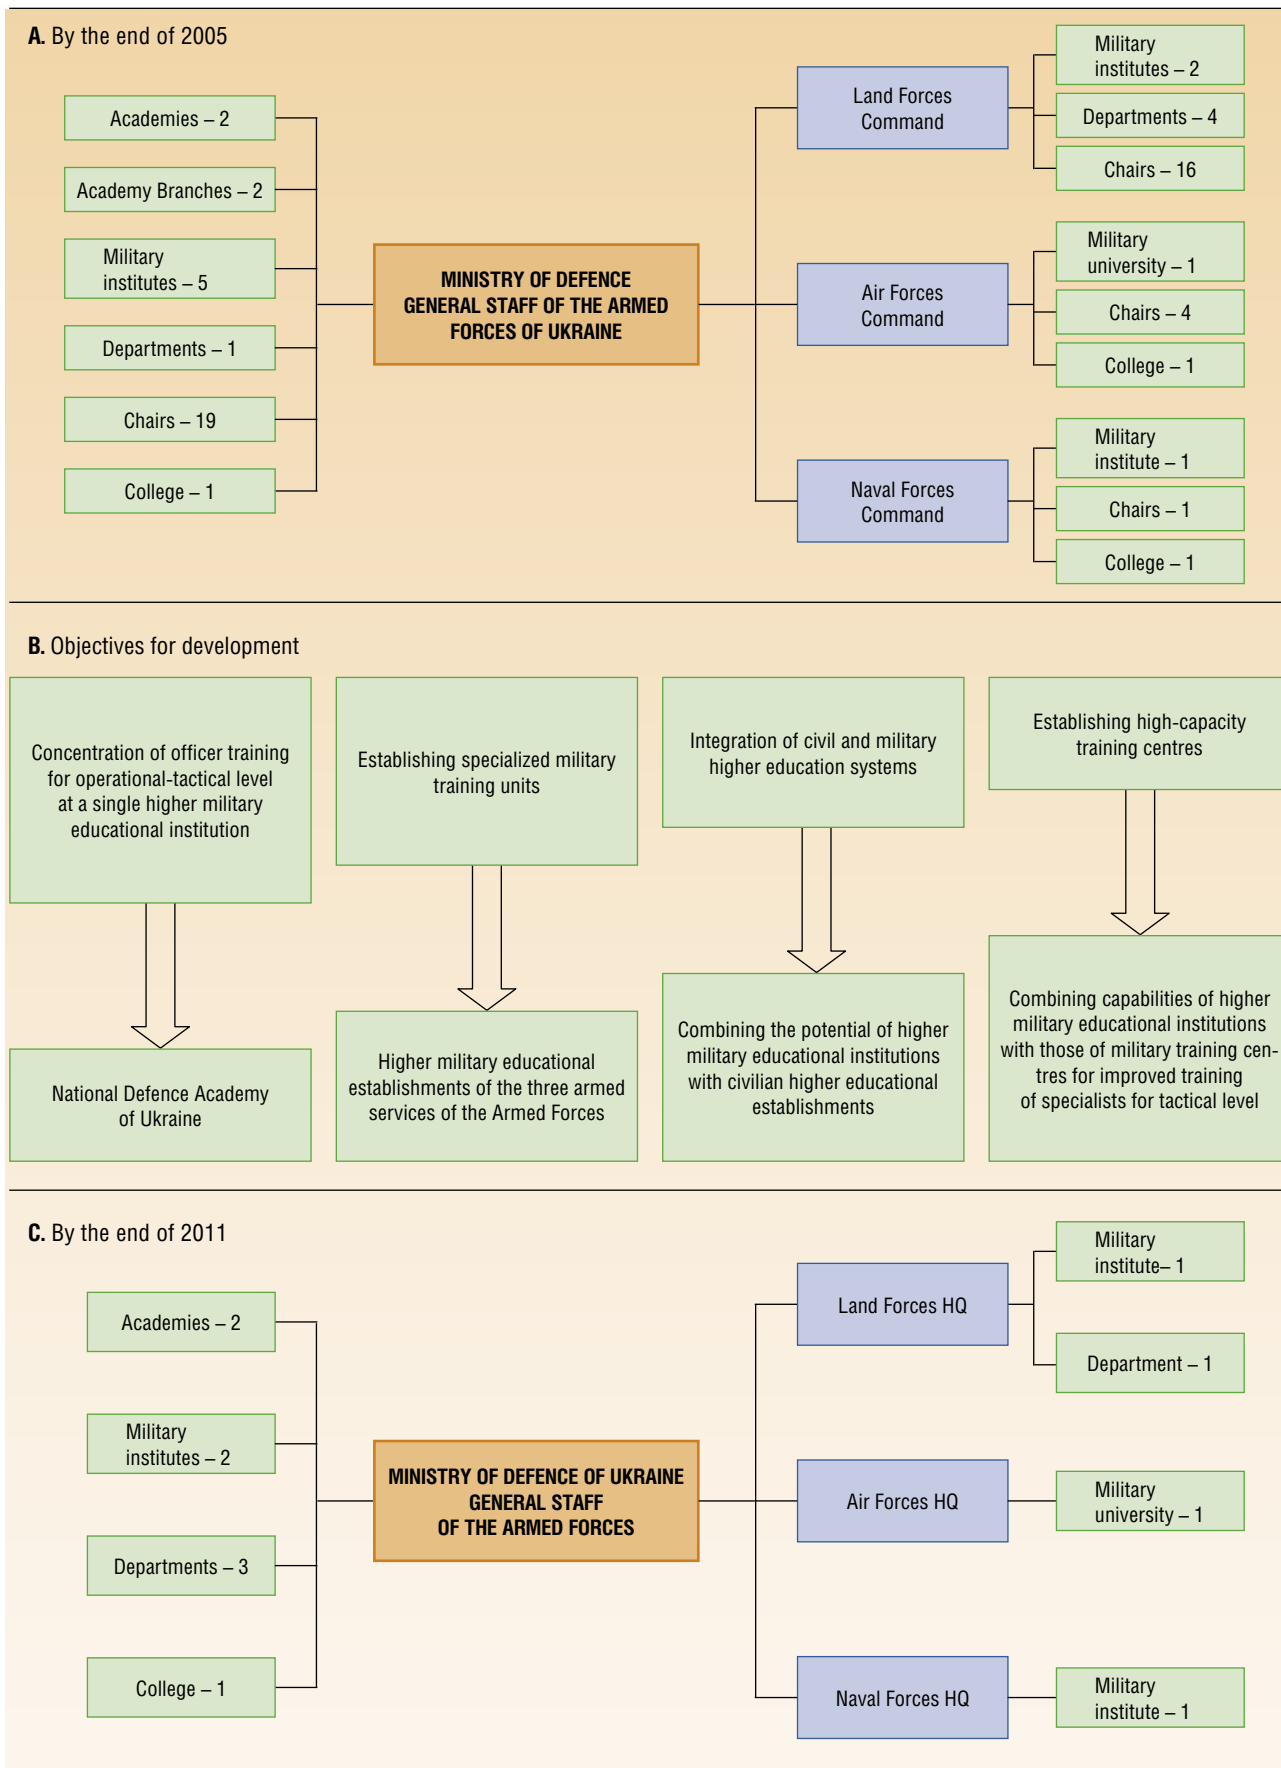 A. By the end of 2005
Academies – 2
Academy Branches – 2
Military
institutes – 5
Departments – 1
Chairs – 19
College – 1
MINISTRY OF DEFENCE
GENERAL STAFF OF THE ARMED
FORCES OF UKRAINE
Land Forces
Command
Military
institutes – 2
Departments – 4
Chairs – 16
Air Forces
Command
Military
university – 1
Chairs – 4
College – 1
Naval Forces
Command
Military
institute – 1
Chairs – 1
College – 1
B. Objectives for development
Concentration of officer training
for operational-tactical level
at a single higher military
educational institution
National Defence Academy
of Ukraine
Establishing specialized military
training units
Higher military educational
establishments of the three armed
services of the Armed Forces
Integration of civil and military
higher education systems
Combining the potential of higher
military educational institutions
with civilian higher educational
establishments
Establishing high-capacity
training centres
Combining capabilities of higher
military educational institutions
with those of military training cen-
tres for improved training
of specialists for tactical level
C. By the end of 2011
Academies – 2
Military
institutes – 2
Departments – 3
College – 1
MINISTRY OF DEFENCE OF UKRAINE
GENERAL STAFF
OF THE ARMED FORCES
Land Forces HQ
Military
institute– 1
Department – 1
Air Forces HQ
Military
university – 1
Naval Forces HQ
Military
institute – 1